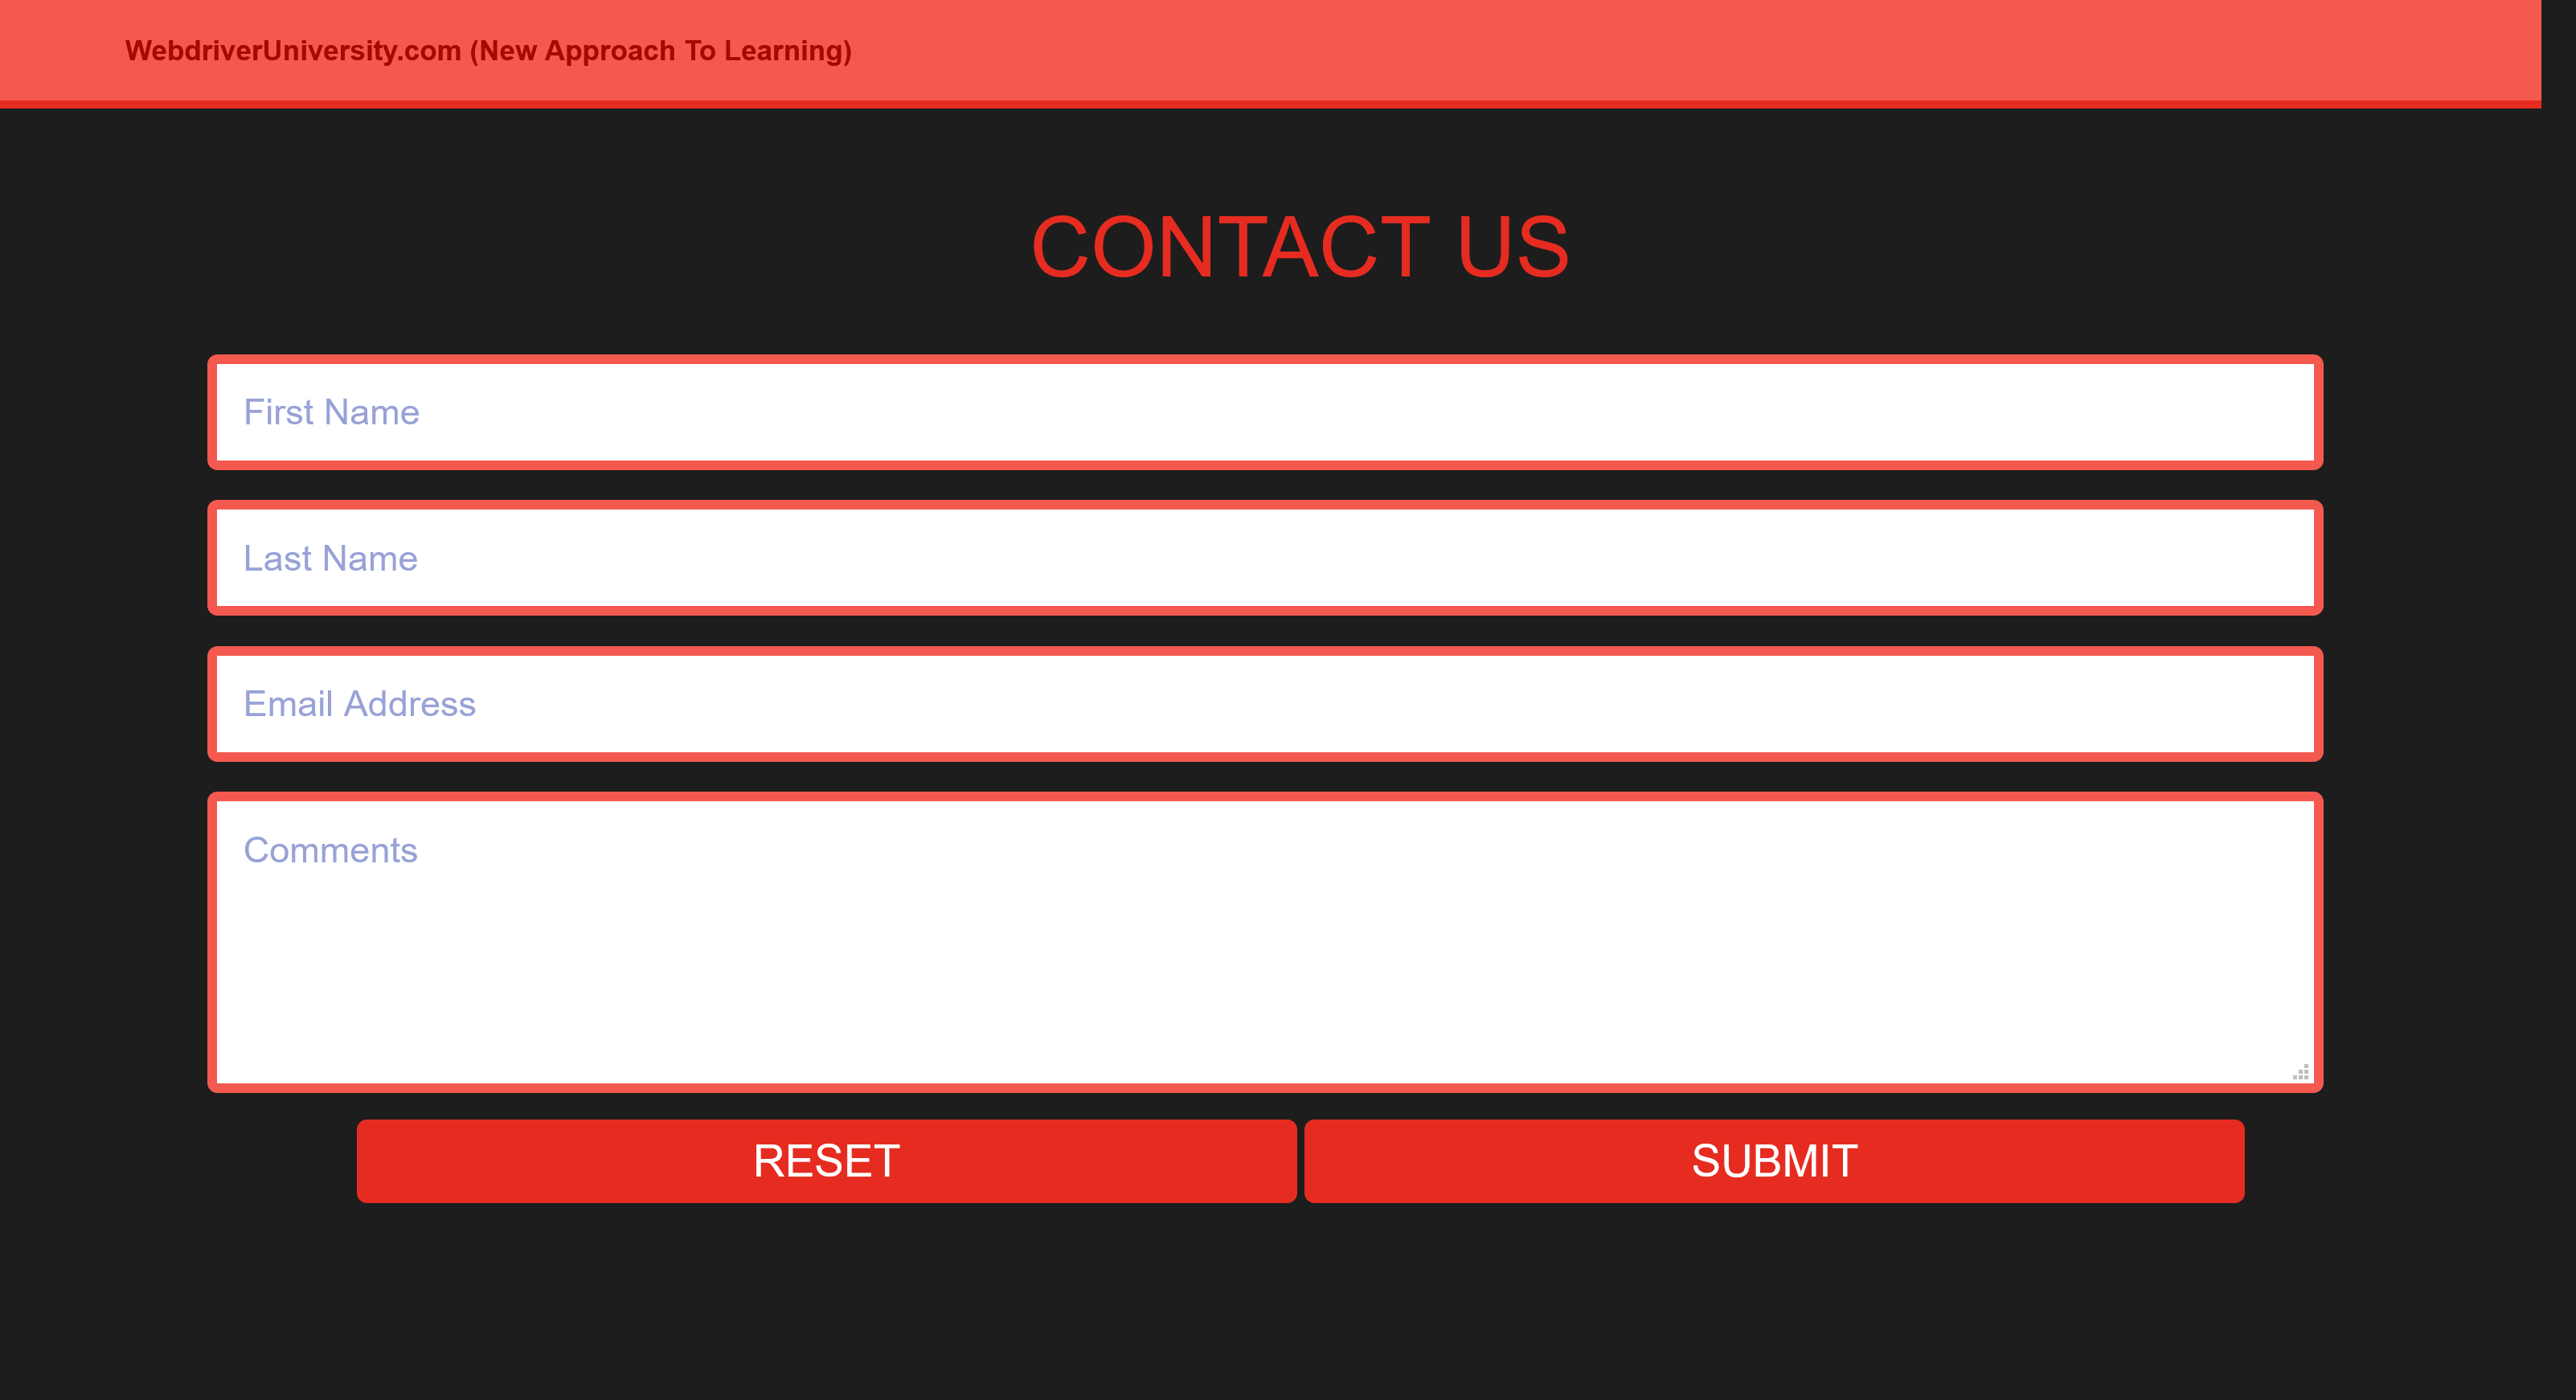 WebdriverUniversity.com (New Approach To Learning)
CONTACT US
First Name
Last Name
Email Address
Comments
RESET
SUBMIT